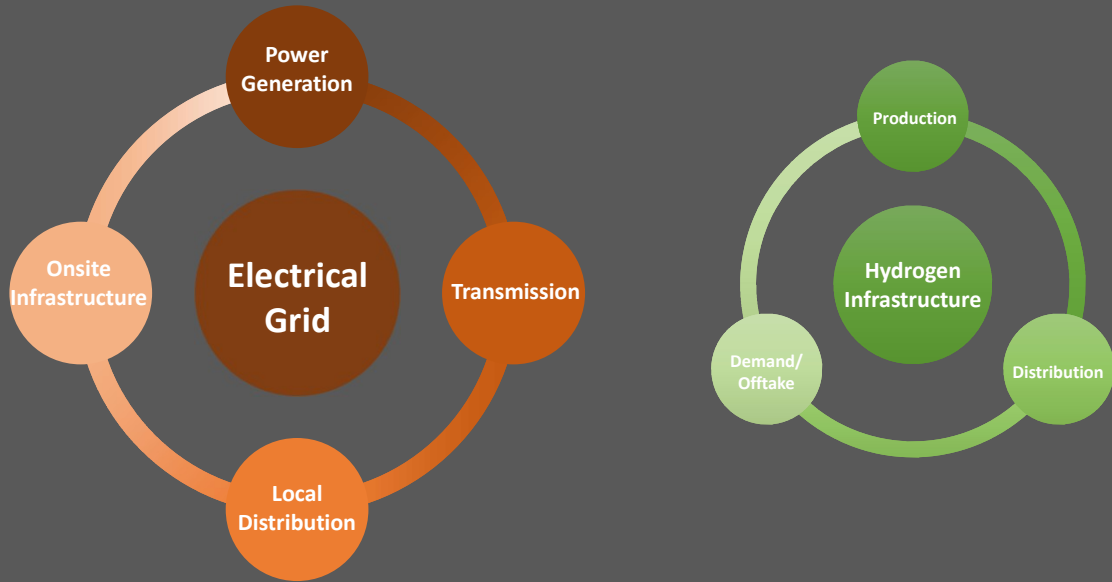 Power
Generation
Onsite
Infrastructure
Electrical
Grid
Transmission
Local
Distribution
Production
Hydrogen
Infrastructure
Demand/
Offtake
Distribution